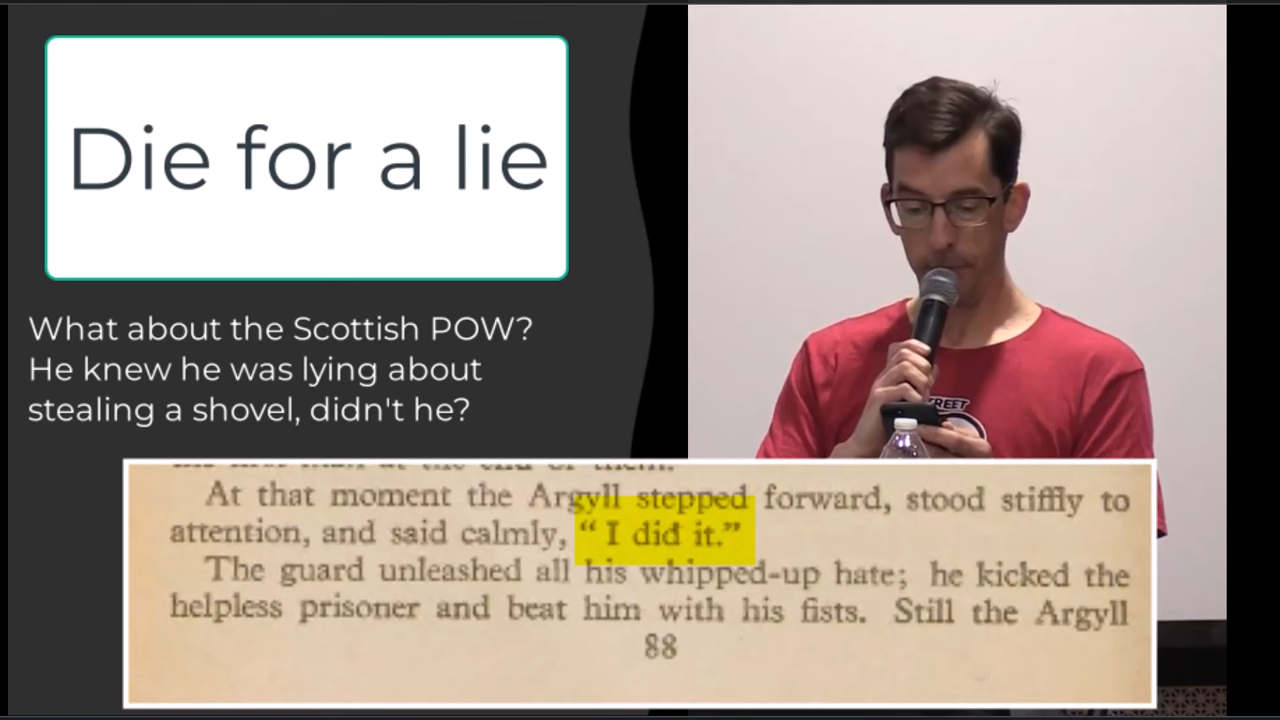 Die for a lie
What about the Scottish POW?
He knew he was lying about
stealing a shovel, didn't he?
At that moment the Argyll stepped forward, stood stiffly to
attention, and said calmly, “ I did it.”
The guard unleashed all his whipped-up hate; he kicked the
helpless prisoner and beat him with his fists. Still the Argyll
88